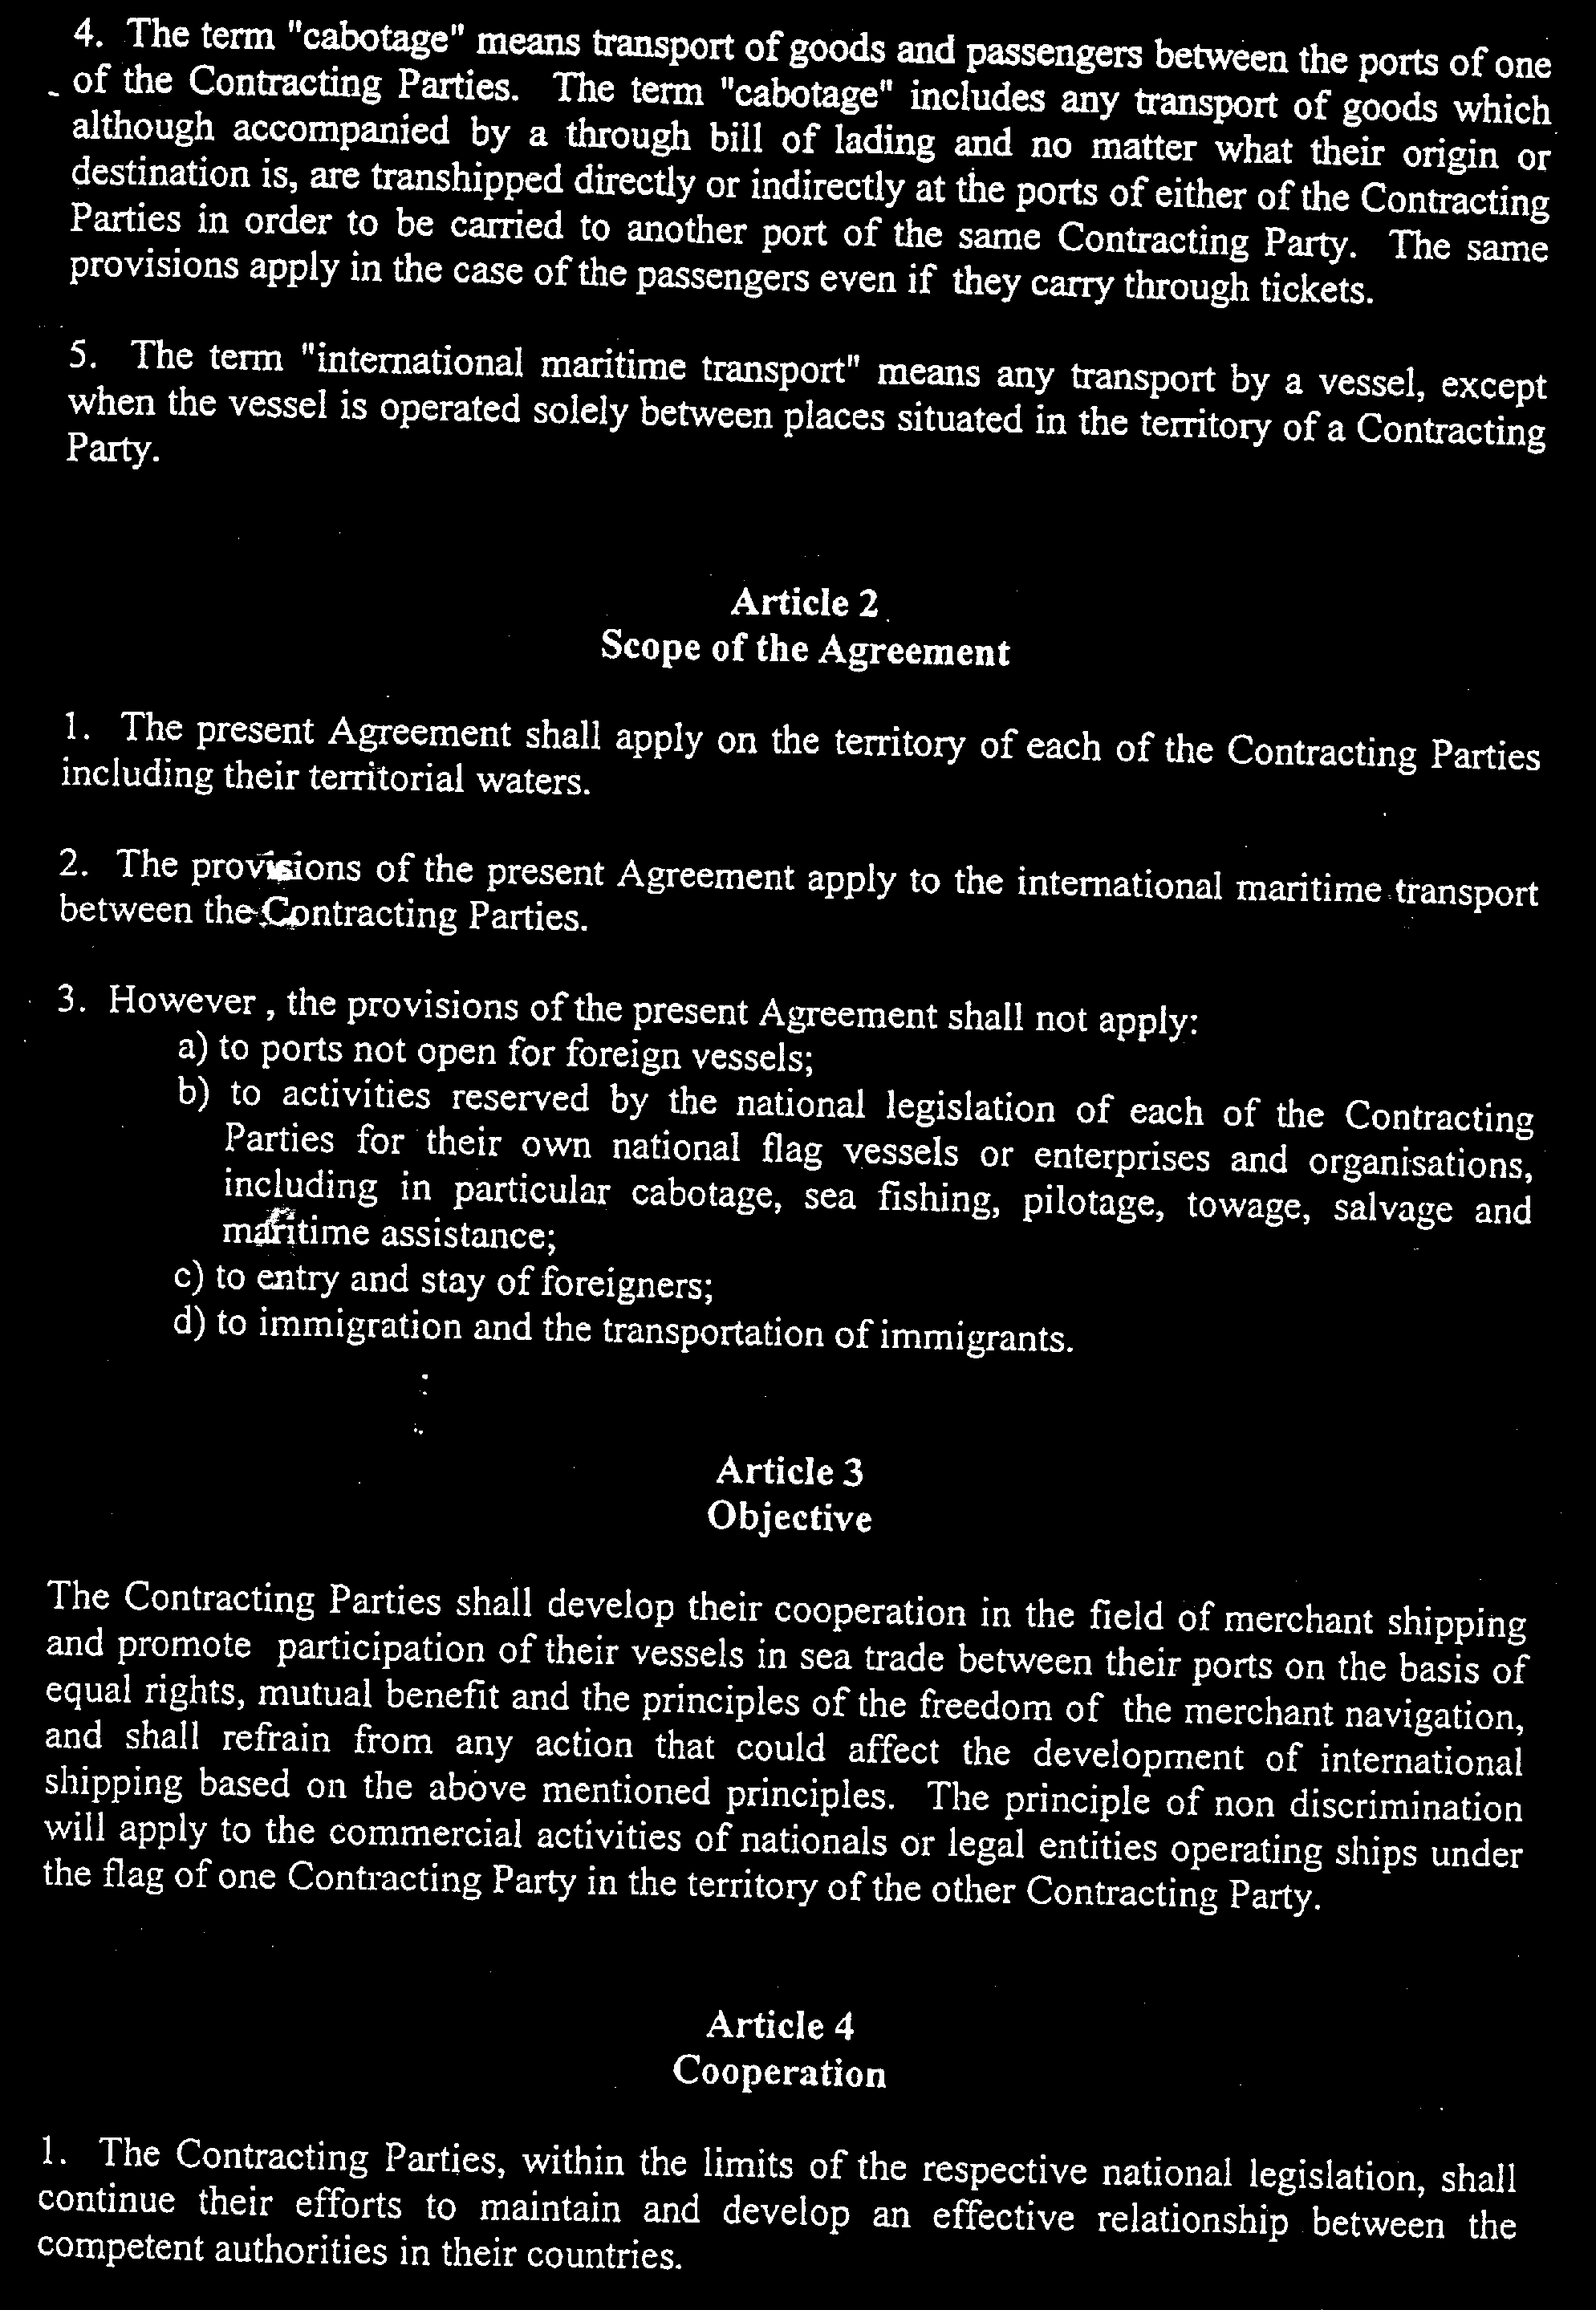 4. The term "cabotage" means transport of goods and passengers between the ports of one
of the Contracting Parties. The term "cabotage" includes any transport of goods which
although accompanied by a through bill of lading and no matter what their origin or
destination is, are transhipped directly or indirectly at the ports of either of the Contracting
Parties in order to be carried to another port of the same Contracting Party. The same
provisions apply in the case of the passengers even if they carry through tickets.
5. The term "international maritime transport" means any transport by a vessel, except
when the vessel is operated solely between places situated in the territory of a Contracting
Party.
Article 2
Scope of the Agreement
1. The present Agreement shall apply on the territory of each of the Contracting Parties
including their territorial waters.
2. The provisions of the present Agreement apply to the international maritime transport
between the Contracting Parties.
3. However , the provisions of the present Agreement shall not apply:
a) to ports not open for foreign vessels;
b) to activities reserved by the national legislation of each of the Contracting
Parties for their own national flag vessels or enterprises and organisations,
including in particular cabotage, sea fishing, pilotage, towage, salvage and
maritime assistance;
c) to entry and stay of foreigners;
d) to immigration and the transportation of immigrants.
Article 3
Objective
The Contracting Parties shall develop their cooperation in the field of merchant shipping
and promote participation of their vessels in sea trade between their ports on the basis of
equal rights, mutual benefit and the principles of the freedom of the merchant navigation,
and shall refrain from any action that could affect the development of international
shipping based on the above mentioned principles. The principle of non discrimination
will apply to the commercial activities of nationals or legal entities operating ships under
the flag of one Contracting Party in the territory of the other Contracting Party.
Article 4
Cooperation
1. The Contracting Parties, within the limits of the respective national legislation, shall
continue their efforts to maintain and develop an effective relationship between the
competent authorities in their countries.